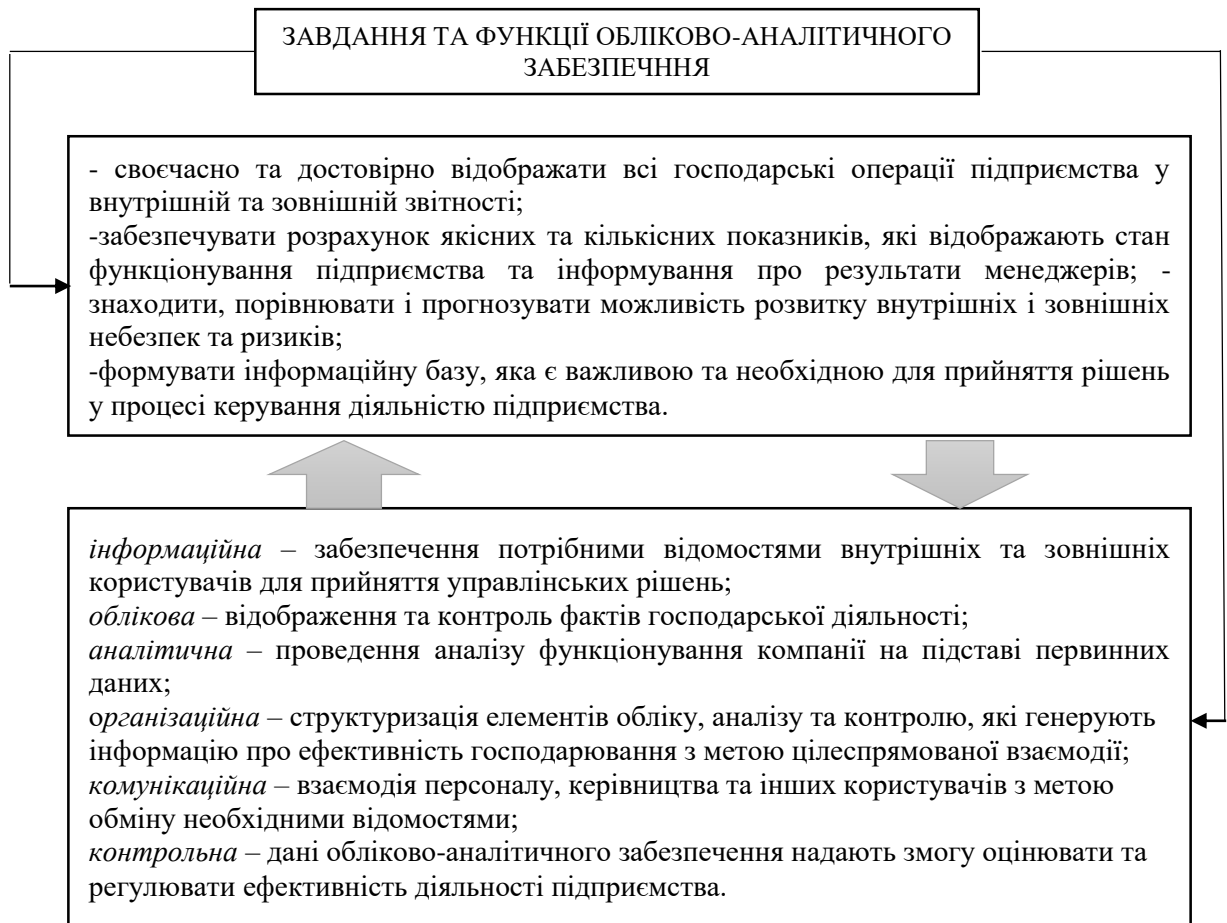 ЗАВДАННЯ ТА ФУНКЦІЇ ОБЛІКОВО-АНАЛІТИЧНОГО
ЗАБЕЗПЕЧННЯ
- своєчасно та достовірно відображати всі господарські операції підприємства у
внутрішній та зовнішній звітності;
-забезпечувати розрахунок якісних та кількісних показників, які відображають стан
функціонування підприємства та інформування про результати менеджерів; -
знаходити, порівнювати і прогнозувати можливість розвитку внутрішніх і зовнішніх
небезпек та ризиків;
-формувати інформаційну базу, яка є важливою та необхідною для прийняття рішень
у процесі керування діяльністю підприємства.
інформаційна – забезпечення потрібними відомостями внутрішніх та зовнішніх
користувачів для прийняття управлінських рішень;
облікова – відображення та контроль фактів господарської діяльності;
аналітична – проведення аналізу функціонування компанії на підставі первинних
даних;
організаційна – структуризація елементів обліку, аналізу та контролю, які генерують
інформацію про ефективність господарювання з метою цілеспрямованої взаємодії;
комунікаційна – взаємодія персоналу, керівництва та інших користувачів з метою
обміну необхідними відомостями;
контрольна – дані обліково-аналітичного забезпечення надають змогу оцінювати та
регулювати ефективність діяльності підприємства.